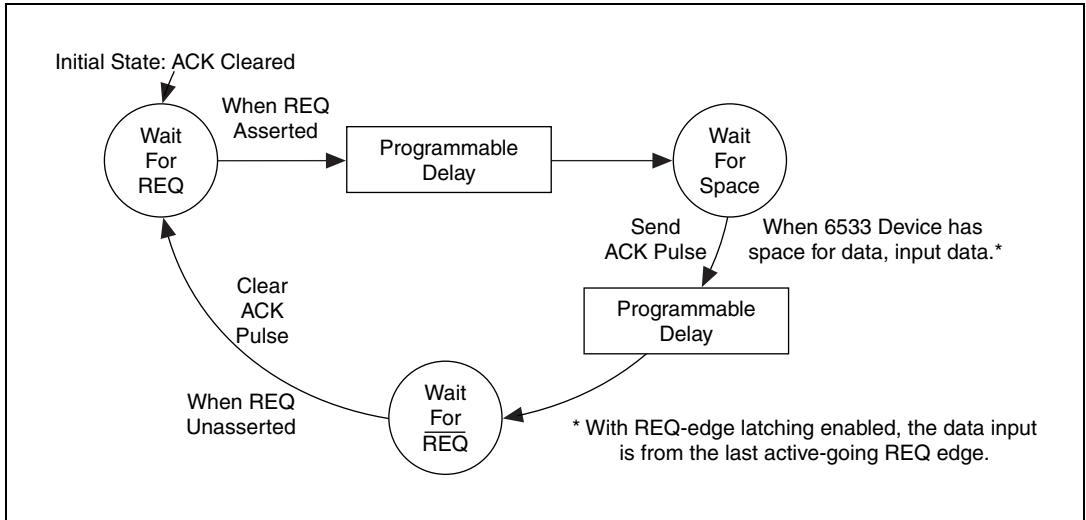 Initial State: ACK Cleared
When REQ
Asserted
Wait
For
REQ
Programmable
Delay
Wait
For
Space
Send
ACK Pulse
When 6533 Device has
space for data, input data.*
Programmable
Delay
Clear
ACK
Pulse
When REQ
Unasserted
Wait
For
REQ
* With REQ-edge latching enabled, the data input
is from the last active-going REQ edge.